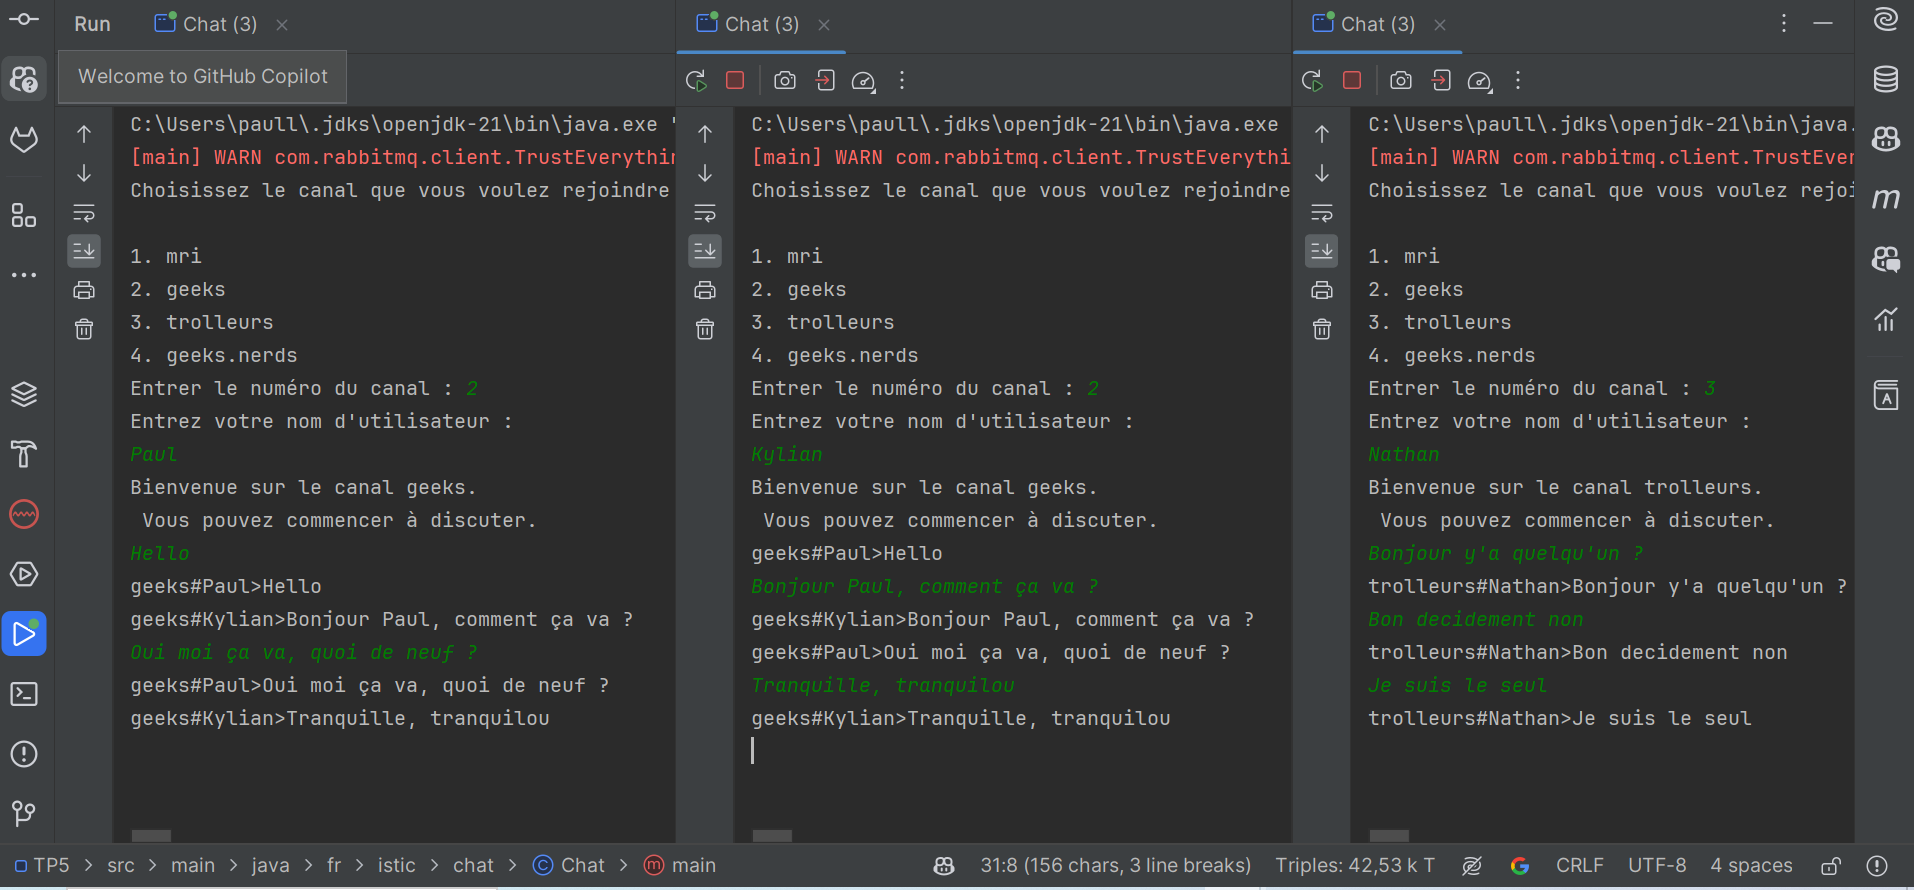 Run
Chat (3)
Chat (3)
Chat (3)
Welcome to GitHub Copilot
C:\Users\paull\.jdks\openjdk-21\bin\java.exe "
[main] WARN com.rabbitmq.client.TrustEverythin
Choisissez le canal que vous voulez rejoindre
1. mri
2. geeks
3. trolleurs
4. geeks.nerds
Entrer le numéro du canal : 2
Entrez votre nom d'utilisateur :
Paul
Bienvenue sur le canal geeks.
Vous pouvez commencer à discuter.
Hello
geeks#Paul>Hello
geeks#Kylian>Bonjour Paul, comment ça va ?
Oui moi ça va, quoi de neuf ?
geeks#Paul>Oui moi ça va, quoi de neuf ?
geeks#Kylian>Tranquille, tranquilou
C:\Users\paull\.jdks\openjdk-21\bin\java.exe
[main] WARN com.rabbitmq.client.TrustEverythi
Choisissez le canal que vous voulez rejoindre
1. mri
2. geeks
3. trolleurs
4. geeks.nerds
Entrer le numéro du canal : 2
Entrez votre nom d'utilisateur :
Kylian
Bienvenue sur le canal geeks.
Vous pouvez commencer à discuter.
geeks#Paul>Hello
Bonjour Paul, comment ça va ?
geeks#Kylian>Bonjour Paul, comment ça va ?
geeks#Paul>Oui moi ça va, quoi de neuf ?
Tranquille, tranquilou
geeks#Kylian>Tranquille, tranquilou
C:\Users\paull\.jdks\openjdk-21\bin\java.
[main] WARN com.rabbitmq.client.TrustEver
Choisissez le canal que vous voulez rejoi
1. mri
2. geeks
3. trolleurs
4. geeks.nerds
Entrer le numéro du canal : 3
Entrez votre nom d'utilisateur :
Nathan
Bienvenue sur le canal trolleurs.
Vous pouvez commencer à discuter.
Bonjour y'a quelqu'un ?
trolleurs#Nathan>Bonjour y'a quelqu'un ?
Bon decidement non
trolleurs#Nathan>Bon decidement non
Je suis le seul
trolleurs#Nathan>Je suis le seul
TP5 > src > main > java > fr > istic > chat > Chat > main
31:8 (156 chars, 3 line breaks) Triples: 42,53 k T CRLF UTF-8 4 spaces